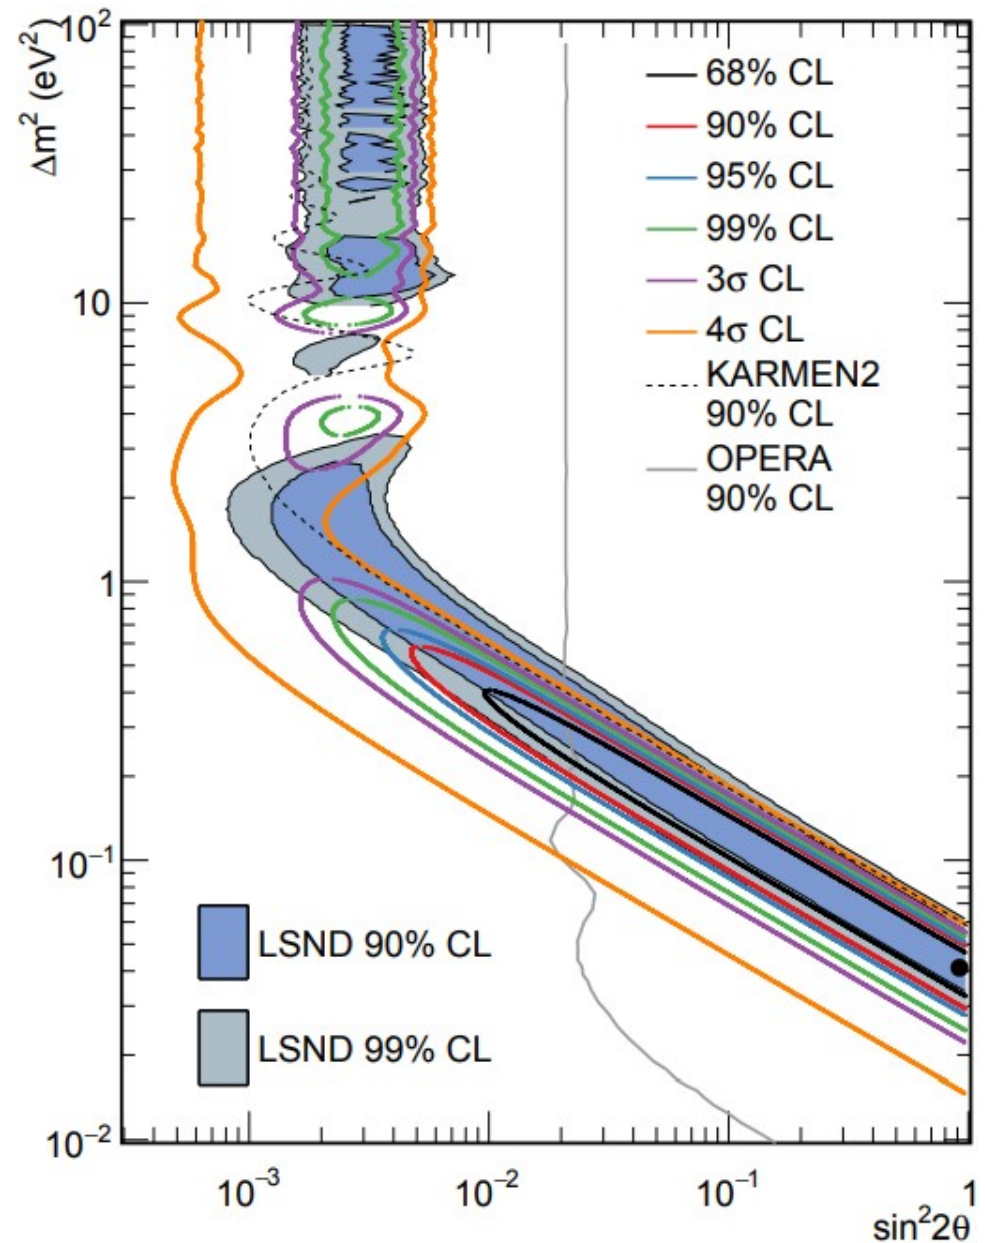 Δm² (eV²)
10²
10
1
10⁻¹
10⁻²
68% CL
90% CL
95% CL
99% CL
3σ CL
4σ CL
KARMEN2
90% CL
OPERA
90% CL
LSND 90% CL
LSND 99% CL
10⁻³
10⁻²
10⁻¹
1
sin²2θ